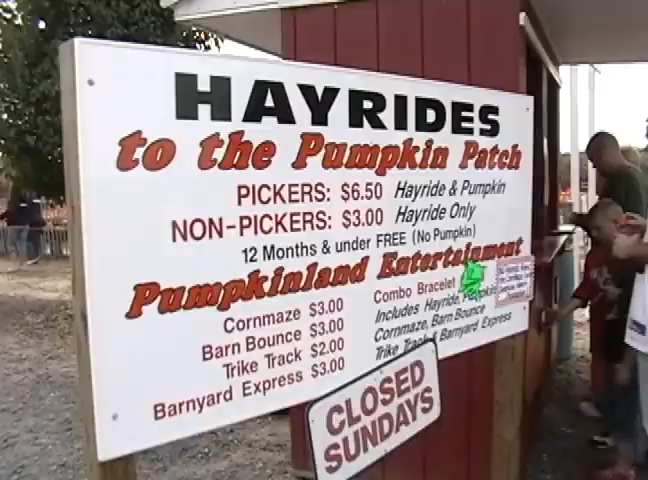 HAYRIDES
to the Pumpkin Patch
PICKERS: $6.50 Hayride & Pumpkin
NON-PICKERS: $3.00 Hayride Only
12 Months & under FREE (No Pumpkin)
Pumpkinland Entertainment
Cornmaze $3.00
Barn Bounce $3.00
Trike Track $2.00
Barnyard Express $3.00
Combo Bracelet
Includes Hayride, Pumpkin
Cornmaze, Barn Bounce
Trike Track & Barnyard Express
CLOSED
SUNDAYS